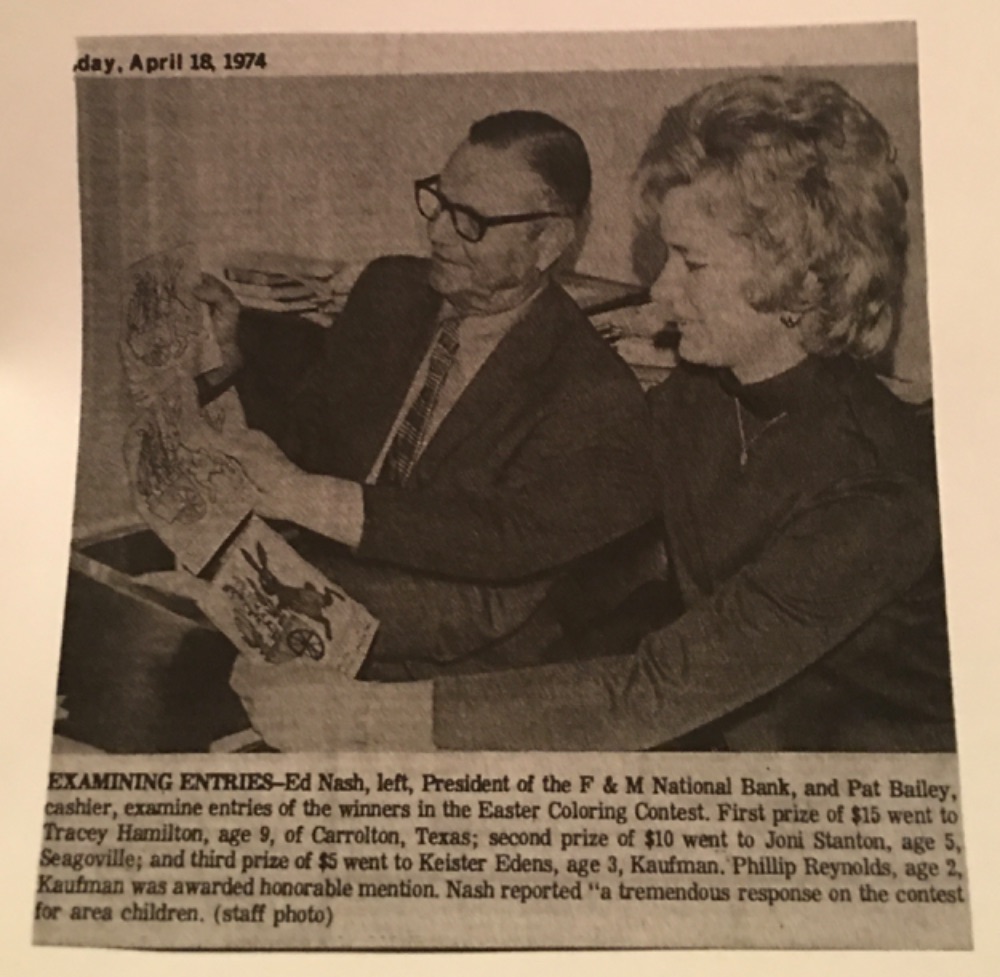 day, April 18, 1974
EXAMINING ENTRIES—Ed Nash, left, President of the F & M National Bank, and Pat Bailey,
cashier, examine entries of the winners in the Easter Coloring Contest. First prize of $15 went to
Tracey Hamilton, age 9, of Carrolton, Texas; second prize of $10 went to Joni Stanton, age 5,
Seagoville; and third prize of $5 went to Keister Edens, age 3, Kaufman. Phillip Reynolds, age 2,
Kaufman was awarded honorable mention. Nash reported "a tremendous response on the contest
for area children. (staff photo)